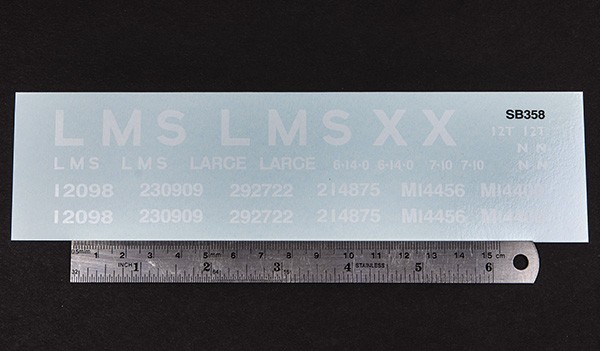 SB358
L M S L M S X X 12T 12T
N N
L M S L M S LARGE LARGE 6-14-0 6-14-0 7-10 7-10 N N
12098 230909 292722 214875 M14456
12098 230909 292722 214875 M14456
1 2 3 4 5 6 7 8 9 10 11 12 13 14 15 cm
INCH 1 2 3 4 STAINLESS 5 6